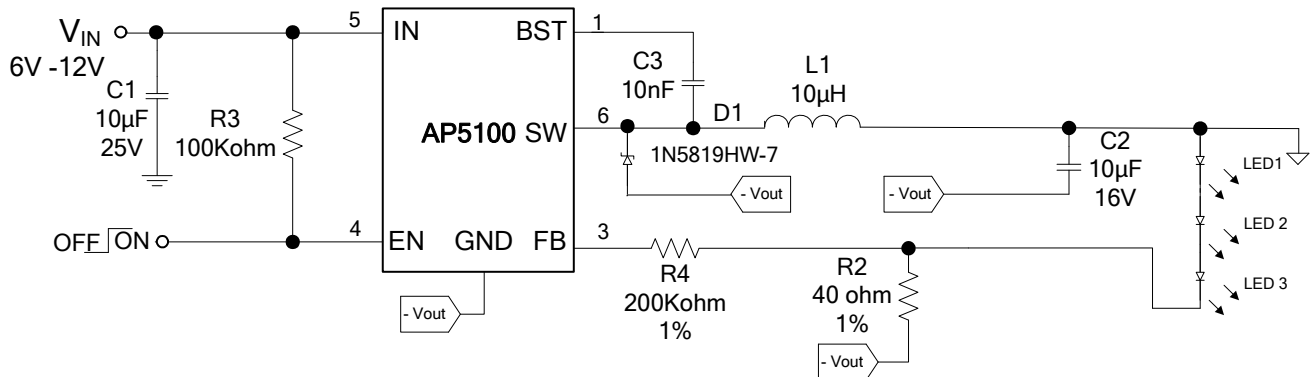 V_IN
6V -12V
C1
10µF
25V
R3
100Kohm
OFF ON
5
4
IN
BST
AP5100 SW
EN GND FB
1
6
3
C3
10nF
D1
1N5819HW-7
L1
10µH
- Vout
- Vout
C2
10µF
16V
LED1
LED 2
LED 3
R4
200Kohm
1%
R2
40 ohm
1%
- Vout
- Vout